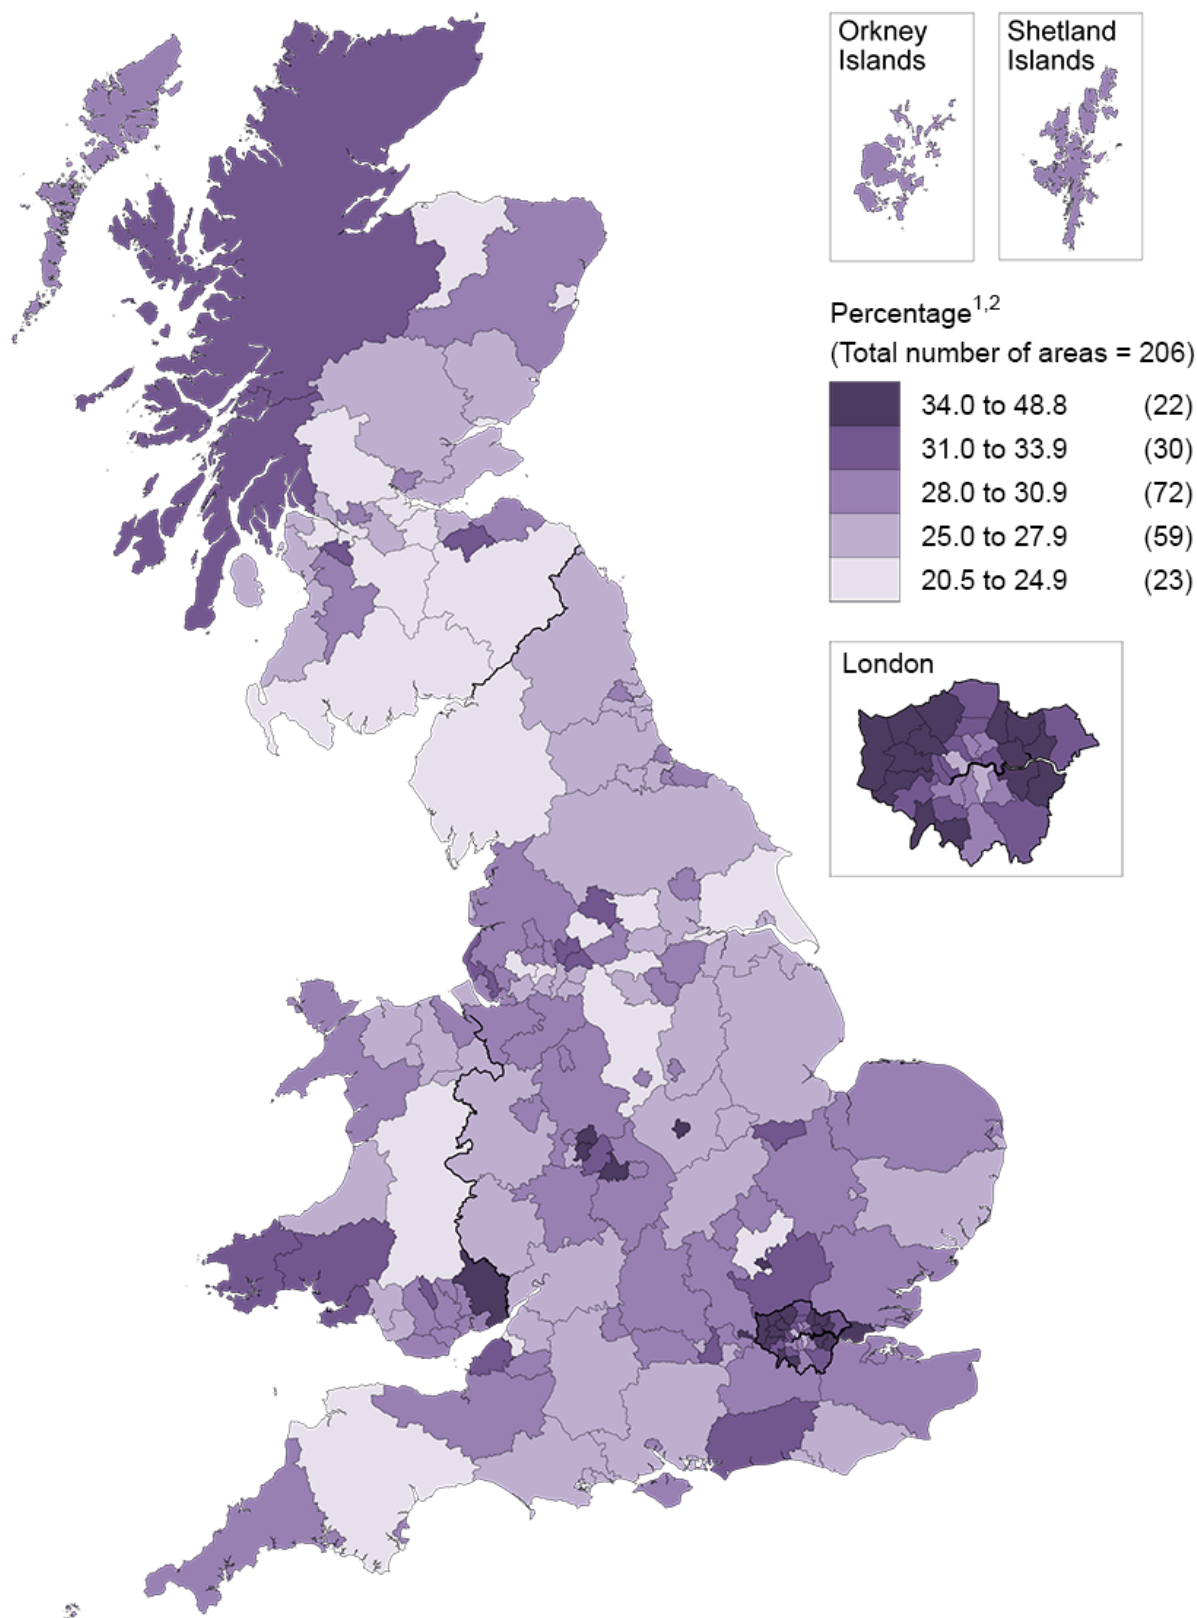 Orkney
Islands
Shetland
Islands
Percentage1,2
(Total number of areas = 206)
34.0 to 48.8 (22)
31.0 to 33.9 (30)
28.0 to 30.9 (72)
25.0 to 27.9 (59)
20.5 to 24.9 (23)
London